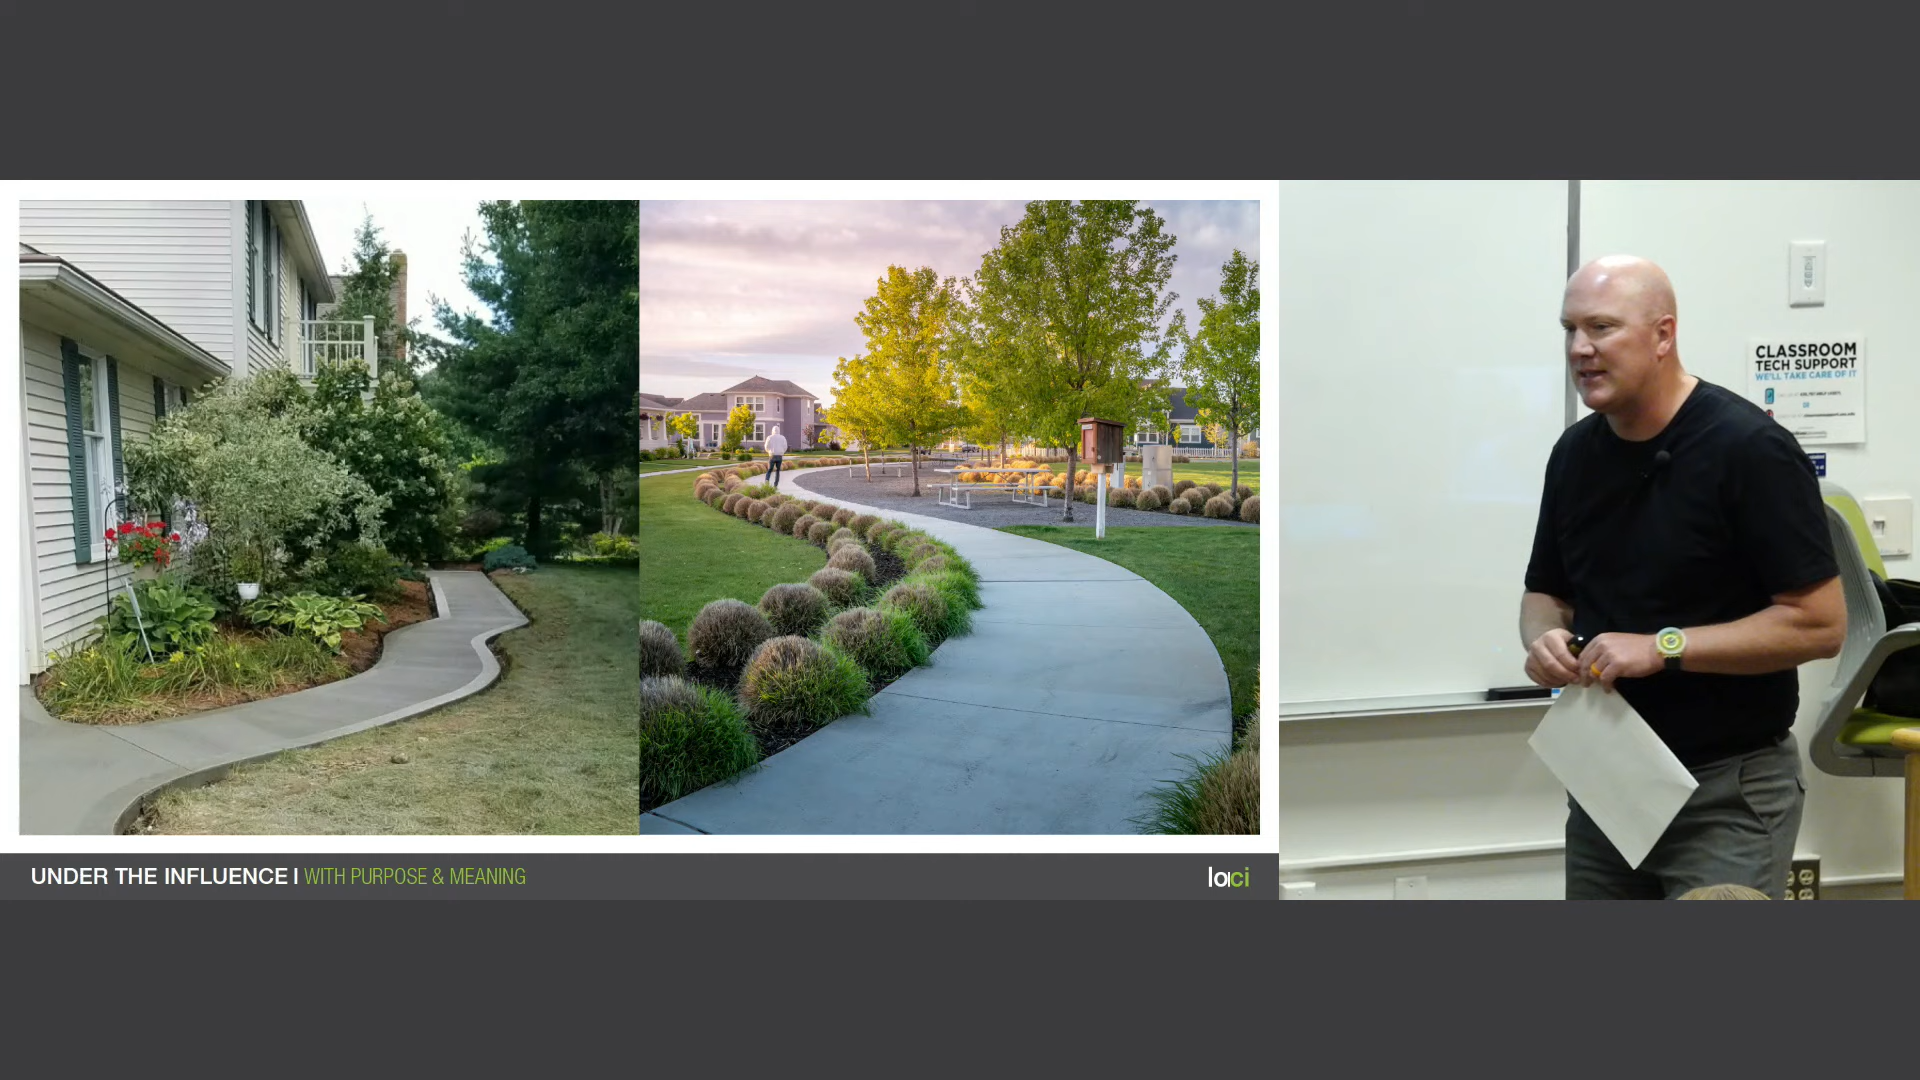 UNDER THE INFLUENCE | WITH PURPOSE & MEANING
loci
CLASSROOM
TECH SUPPORT
WE'LL TAKE CARE OF IT